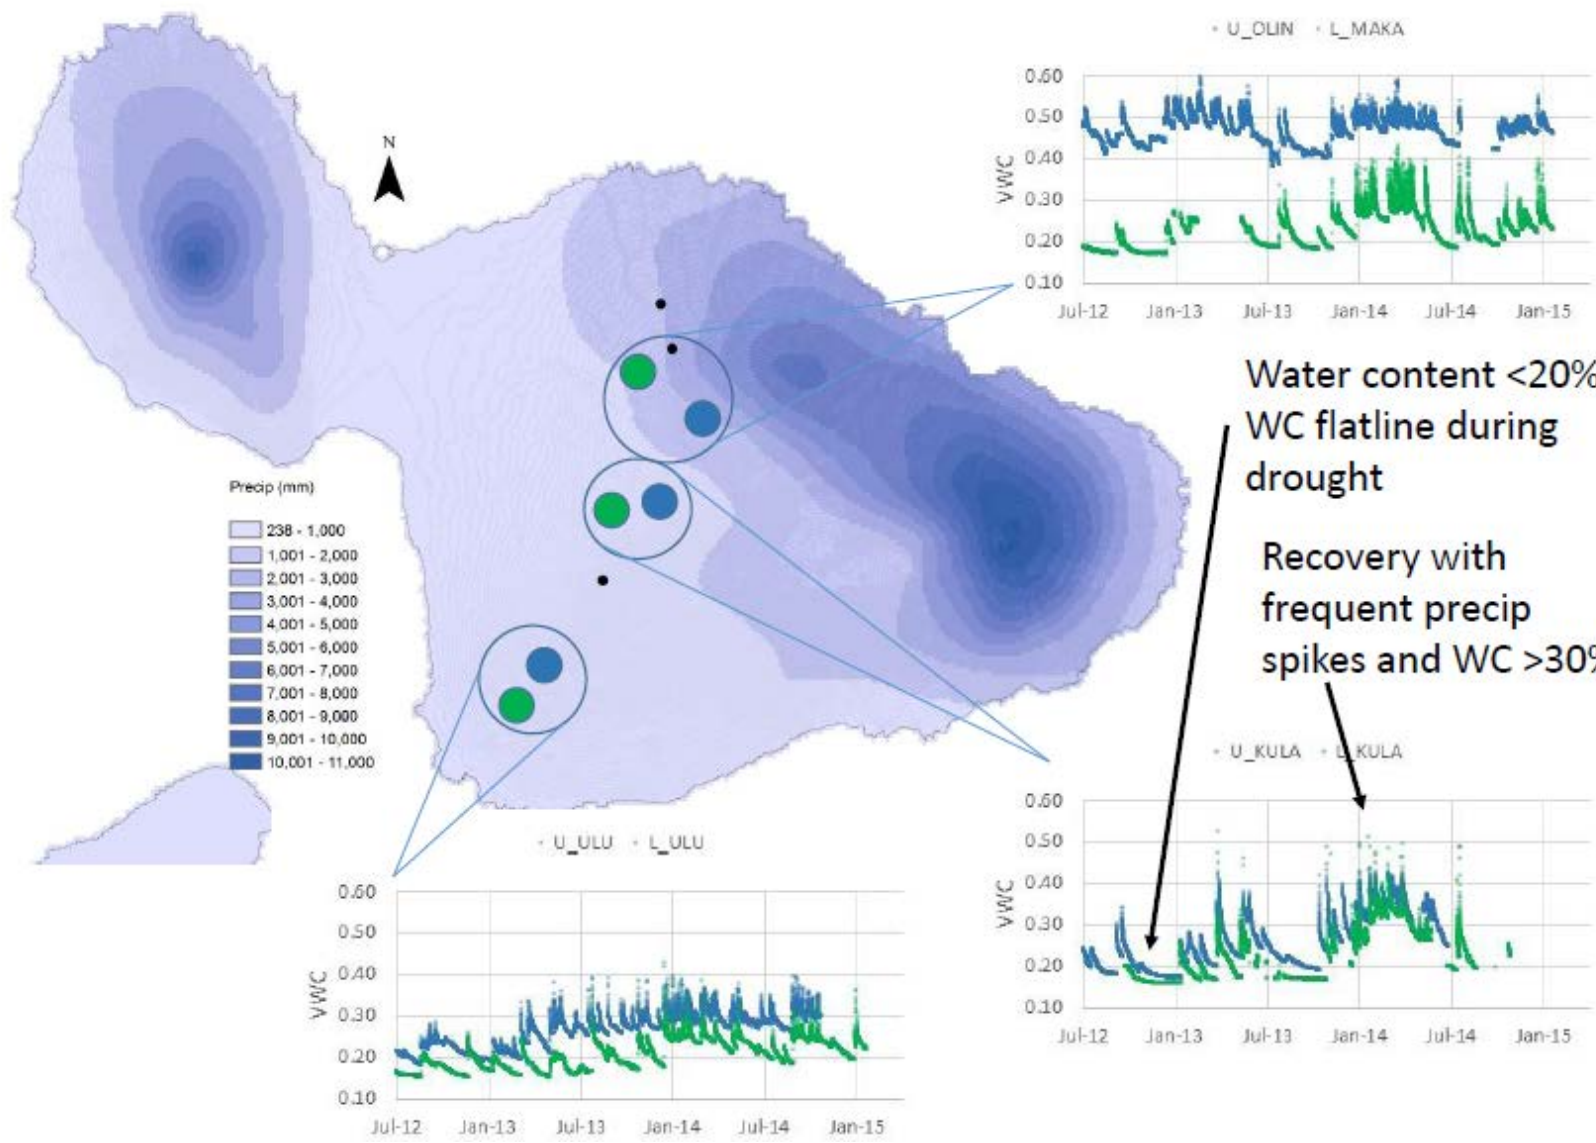 • U_OLIN • L_MAKA
VWC
0.60
0.50
0.40
0.30
0.20
0.10
Jul-12 Jan-13 Jul-13 Jan-14 Jul-14 Jan-15
N
Water content <20%
WC flatline during
drought
Recovery with
frequent precip
spikes and WC >30%
Precip (mm)
238 - 1,000
1,001 - 2,000
2,001 - 3,000
3,001 - 4,000
4,001 - 5,000
5,001 - 6,000
6,001 - 7,000
7,001 - 8,000
8,001 - 9,000
9,001 - 10,000
10,001 - 11,000
• U_KULA • L_KULA
VWC
0.60
0.50
0.40
0.30
0.20
0.10
Jul-12 Jan-13 Jul-13 Jan-14 Jul-14 Jan-15
• U_ULU • L_ULU
VWC
0.60
0.50
0.40
0.30
0.20
0.10
Jul-12 Jan-13 Jul-13 Jan-14 Jul-14 Jan-15